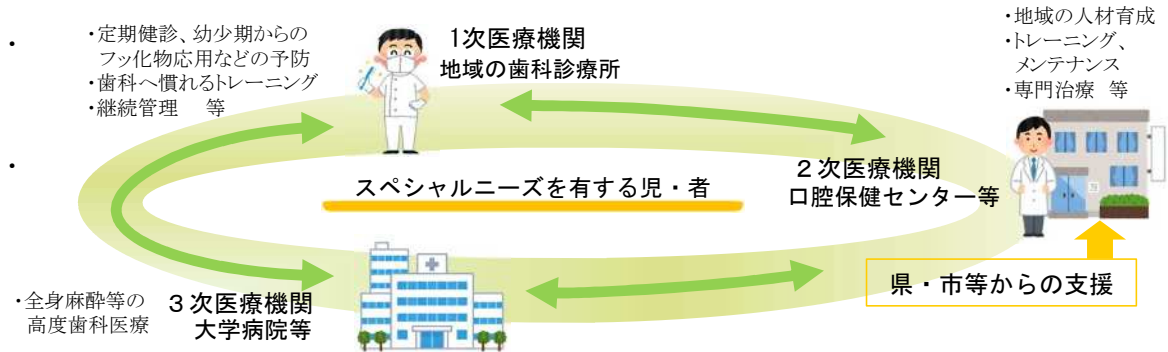 ・
・定期健診、幼少期からの
フッ化物応用などの予防
・歯科へ慣れるトレーニング
・継続管理　等
1次医療機関
地域の歯科診療所
・地域の人材育成
・トレーニング、
メンテナンス
・専門治療　等
・
２次医療機関
口腔保健センター等
スペシャルニーズを有する児・者
県・市等からの支援
・全身麻酔等の
高度歯科医療
３次医療機関
大学病院等